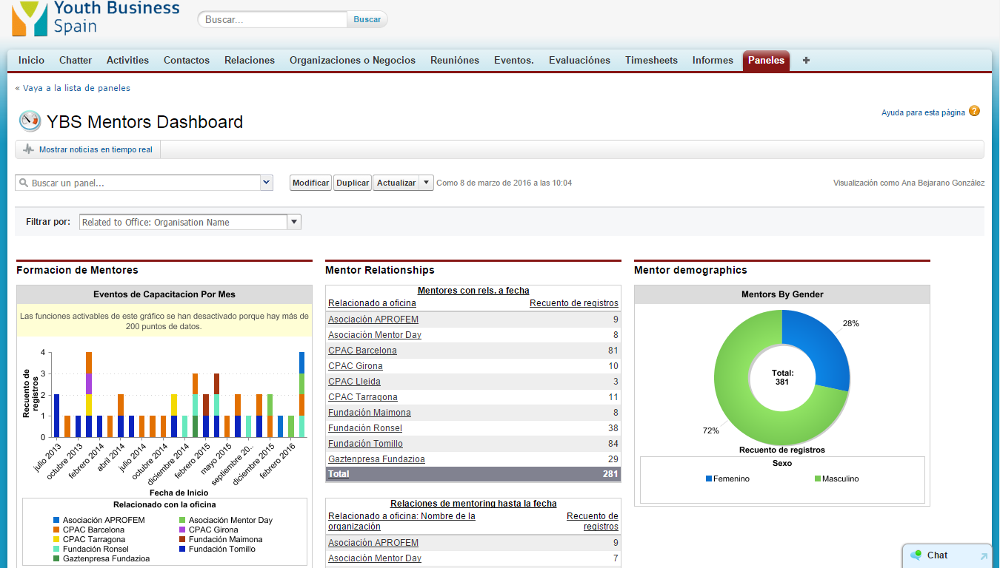 Youth Business
Spain
Buscar...
Buscar
Inicio Chatter Activities Contactos Relaciones Organizaciones o Negocios Reuniónes Eventos. Evaluaciónes Timesheets Informes Paneles +
« Vaya a la lista de paneles
YBS Mentors Dashboard
Ayuda para esta página ?
Mostrar noticias en tiempo real
Buscar un panel...
Modificar Duplicar Actualizar Como 8 de marzo de 2016 a las 10:04
Visualización como Ana Bejarano González
Filtrar por: Related to Office: Organisation Name
Formacion de Mentores
Eventos de Capacitacion Por Mes
Las funciones activables de este gráfico se han desactivado porque hay más de
200 puntos de datos.
Recuento de
registros
4
3
2
1
0
julio 2013
octubre 2013
febrero 2014
abril 2014
julio 2014
octubre 2014
diciembre 2014
febrero 2015
mayo 2015
septiembre 20..
diciembre 2015
febrero 2016
Fecha de Inicio
Relacionado con la oficina
Asociación APROFEM Asociación Mentor Day
CPAC Barcelona CPAC Girona
CPAC Tarragona Fundación Maimona
Fundación Ronsel Fundación Tomillo
Gaztenpresa Fundazioa
Mentor Relationships
Mentores con rels. a fecha
Relacionado a oficina Recuento de registros
Asociación APROFEM 9
Asociación Mentor Day 8
CPAC Barcelona 81
CPAC Girona 10
CPAC Lleida 3
CPAC Tarragona 11
Fundación Maimona 8
Fundación Ronsel 38
Fundación Tomillo 84
Gaztenpresa Fundazioa 29
Total 281
Relaciones de mentoring hasta la fecha
Relacionado a oficina: Nombre de la Recuento de
organización registros
Asociación APROFEM 9
Asociación Mentor Day 7
Mentor demographics
Mentors By Gender
28%
Total:
381
72%
Recuento de registros
Sexo
Femenino Masculino
Chat